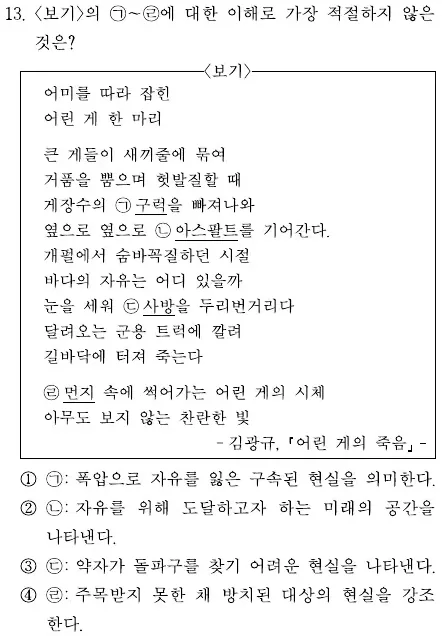 13. 〈보기〉의 ㉠~㉣에 대한 이해로 가장 적절하지 않은
것은?
〈보기〉
어미를 따라 잡힌
어린 게 한 마리
큰 게들이 새끼줄에 묶여
거품을 뿜으며 헛발질할 때
게장수의 ㉠구럭을 빠져나와
옆으로 옆으로 ㉡아스팔트를 기어간다.
개펄에서 숨바꼭질하던 시절
바다의 자유는 어디 있을까
눈을 세워 ㉢사방을 두리번거리다
달려오는 군용 트럭에 깔려
길바닥에 터져 죽는다
㉣먼지 속에 썩어가는 어린 게의 시체
아무도 보지 않는 찬란한 빛
- 김광규, 「어린 게의 죽음」 -
① ㉠: 폭압으로 자유를 잃은 구속된 현실을 의미한다.
② ㉡: 자유를 위해 도달하고자 하는 미래의 공간을
나타낸다.
③ ㉢: 약자가 돌파구를 찾기 어려운 현실을 나타낸다.
④ ㉣: 주목받지 못한 채 방치된 대상의 현실을 강조
한다.